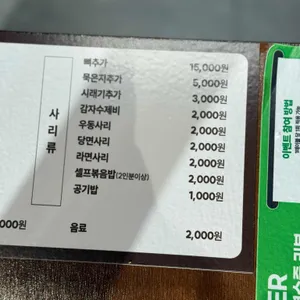 사리류
뼈추가 15,000원
묵은지추가 5,000원
시래기추가 3,000원
감자수제비 2,000원
우동사리 2,000원
당면사리 2,000원
라면사리 2,000원
셀프볶음밥(2인분이상) 2,000원
공기밥 1,000원
000원 음료 2,000원
이벤트 참여 방법